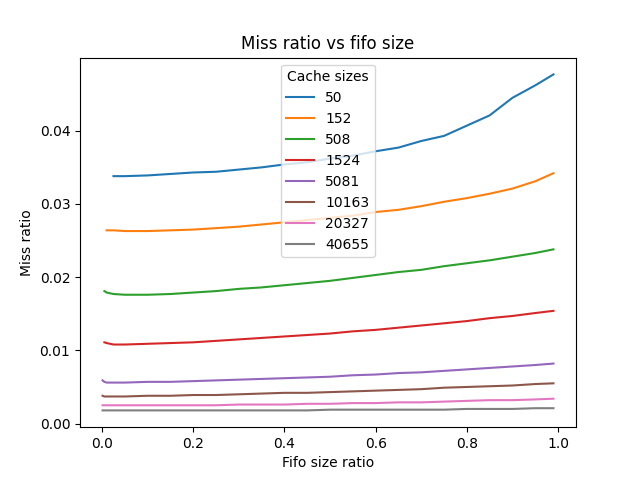 Miss ratio vs fifo size
Cache sizes
50
152
508
1524
5081
10163
20327
40655
0.04
0.03
0.02
0.01
0.00
Miss ratio
0.0 0.2 0.4 0.6 0.8 1.0
Fifo size ratio